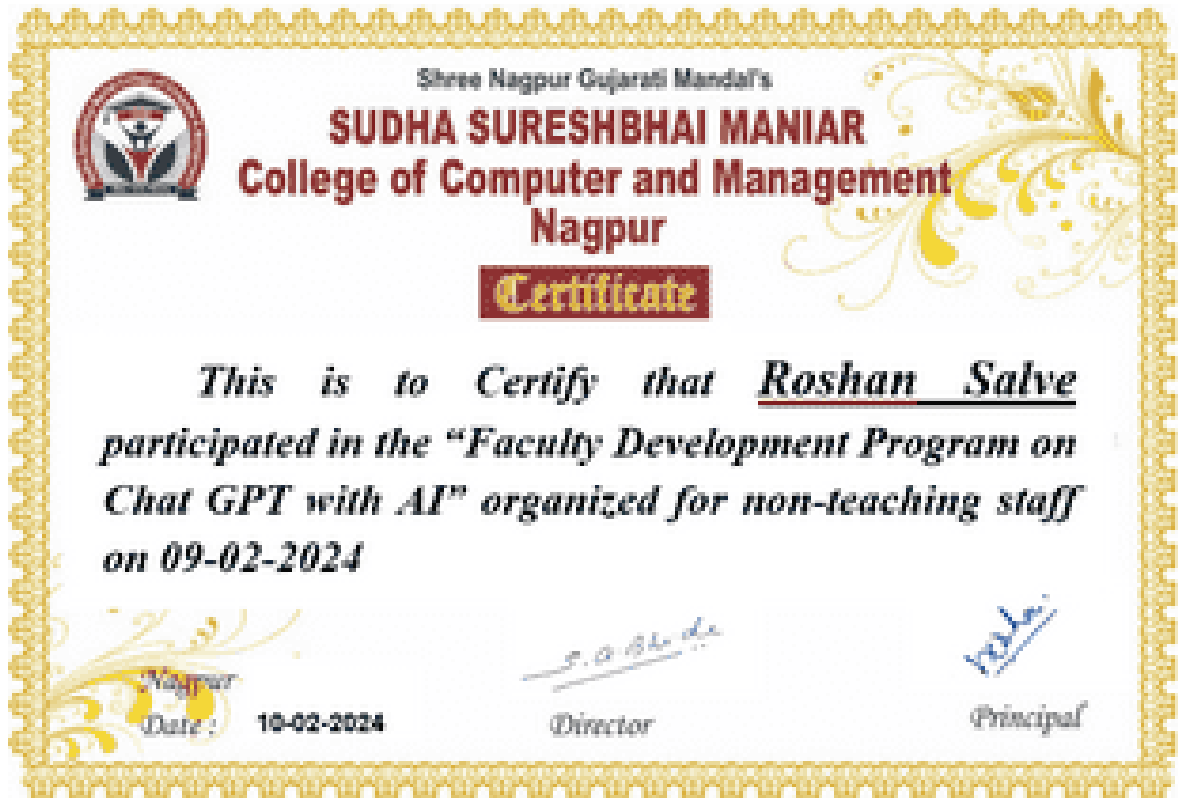 Shree Nagpur Gujarati Mandal's
SUDHA SURESHBHAI MANIAR
College of Computer and Management
Nagpur
Certificate
This is to Certify that Roshan Salve
participated in the “Faculty Development Program on
Chat GPT with AI” organized for non-teaching staff
on 09-02-2024
Nagpur
Date : 10-02-2024
Director
Principal